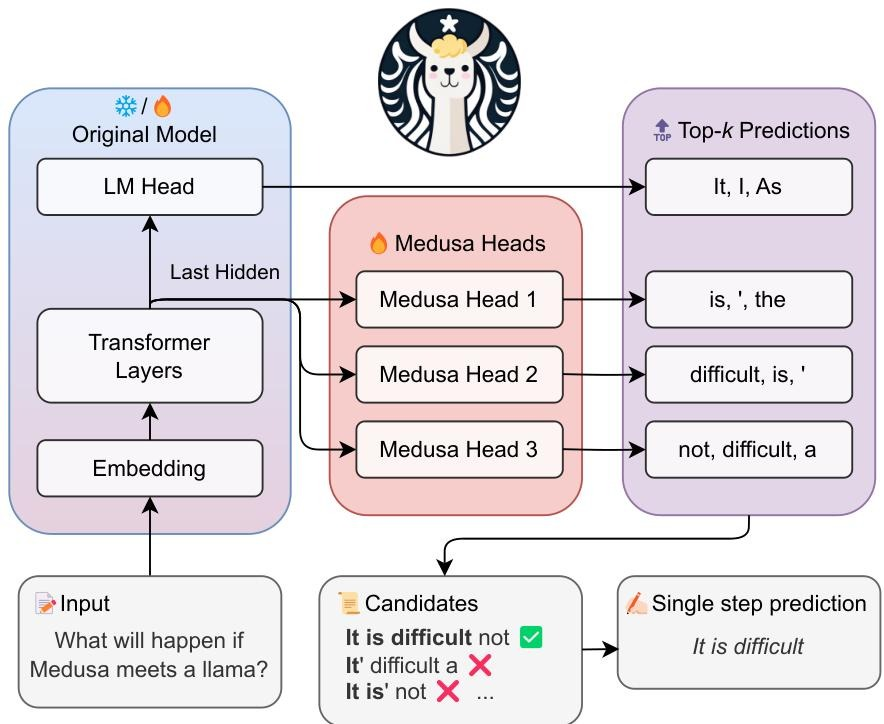 /
Original Model
LM Head
Last Hidden
Transformer
Layers
Embedding
Medusa Heads
Medusa Head 1
Medusa Head 2
Medusa Head 3
TOP
Top-k Predictions
It, I, As
is, ', the
difficult, is, '
not, difficult, a
Input
What will happen if
Medusa meets a llama?
Candidates
It is difficult not
It' difficult a
It is' not ...
Single step prediction
It is difficult